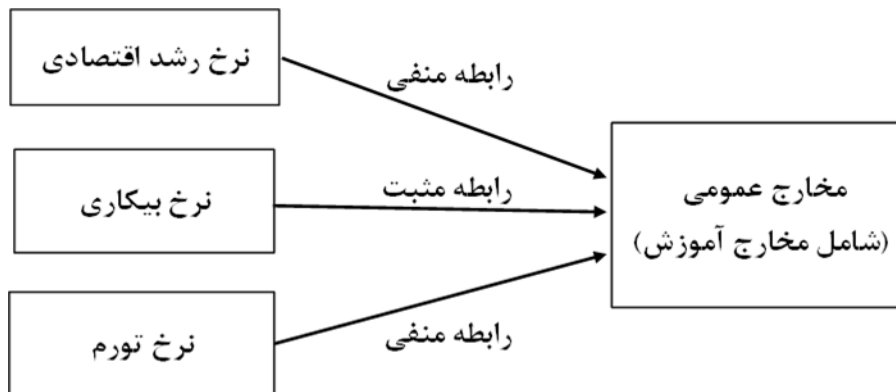 نرخ رشد اقتصادی
رابطه منفی
نرخ بیکاری
رابطه مثبت
مخارج عمومی
(شامل مخارج آموزش)
نرخ تورم
رابطه منفی